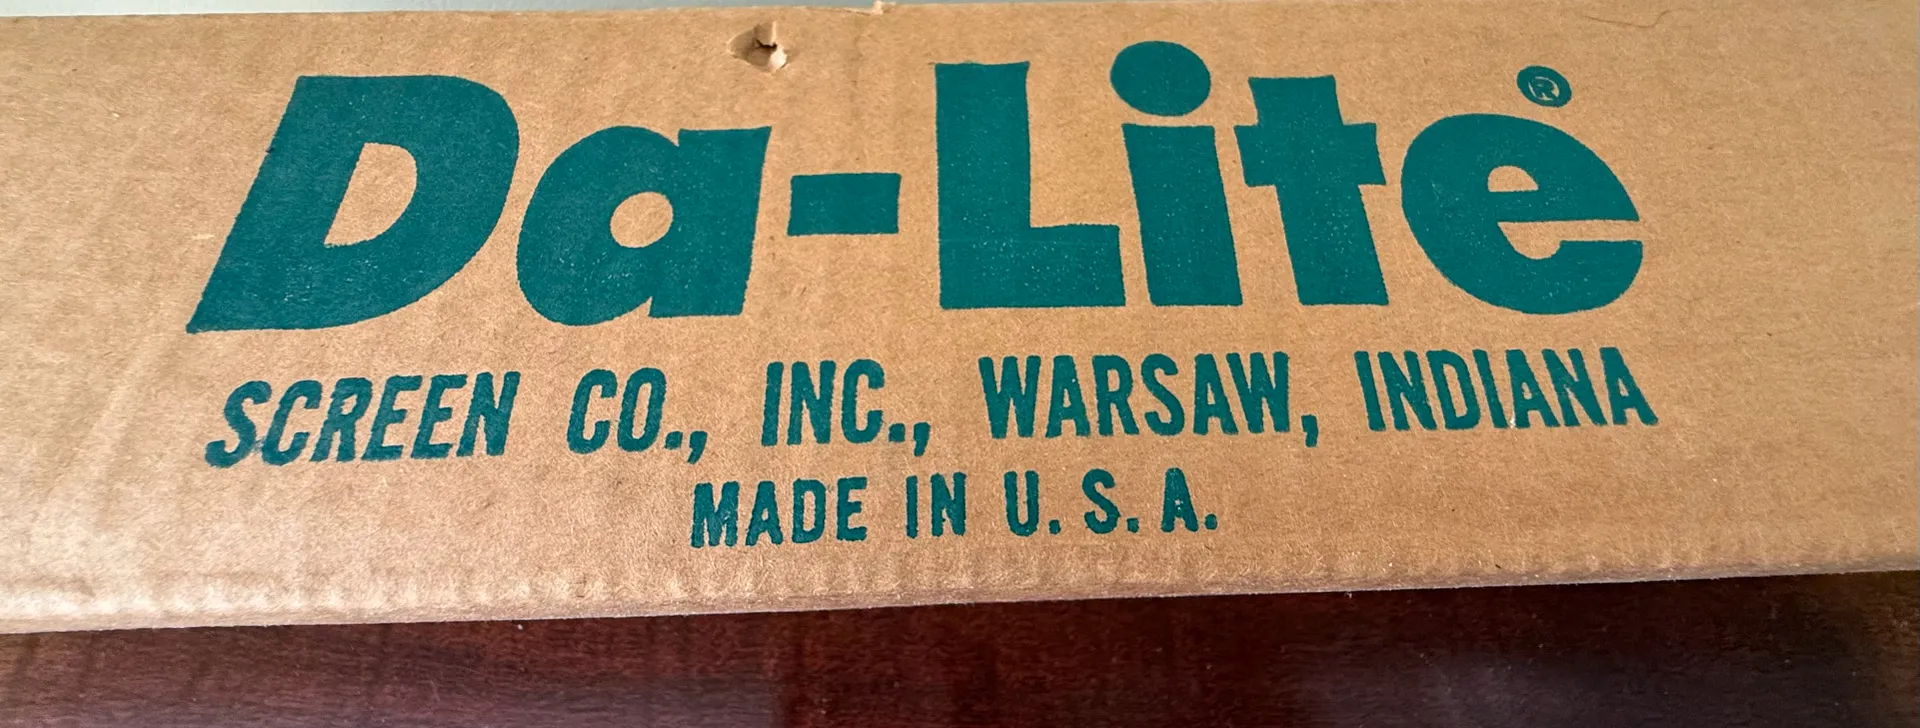 Da-Lite®
SCREEN CO., INC., WARSAW, INDIANA
MADE IN U. S. A.